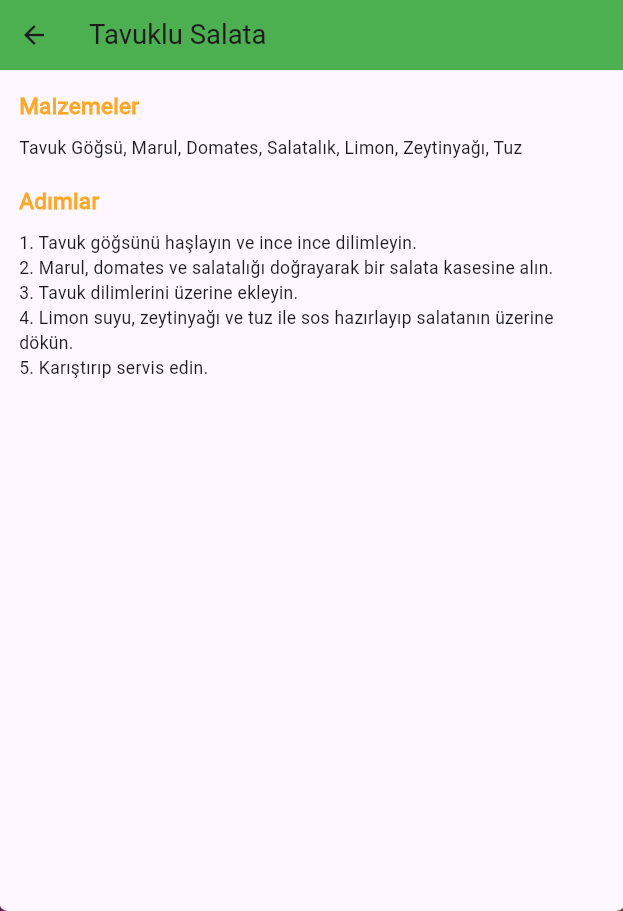 Tavuklu Salata
Malzemeler
Tavuk Göğsü, Marul, Domates, Salatalık, Limon, Zeytinyağı, Tuz
Adımlar
1. Tavuk göğsünü haşlayın ve ince ince dilimleyin.
2. Marul, domates ve salatalığı doğrayarak bir salata kasesine alın.
3. Tavuk dilimlerini üzerine ekleyin.
4. Limon suyu, zeytinyağı ve tuz ile sos hazırlayıp salatanın üzerine
dökün.
5. Karıştırıp servis edin.